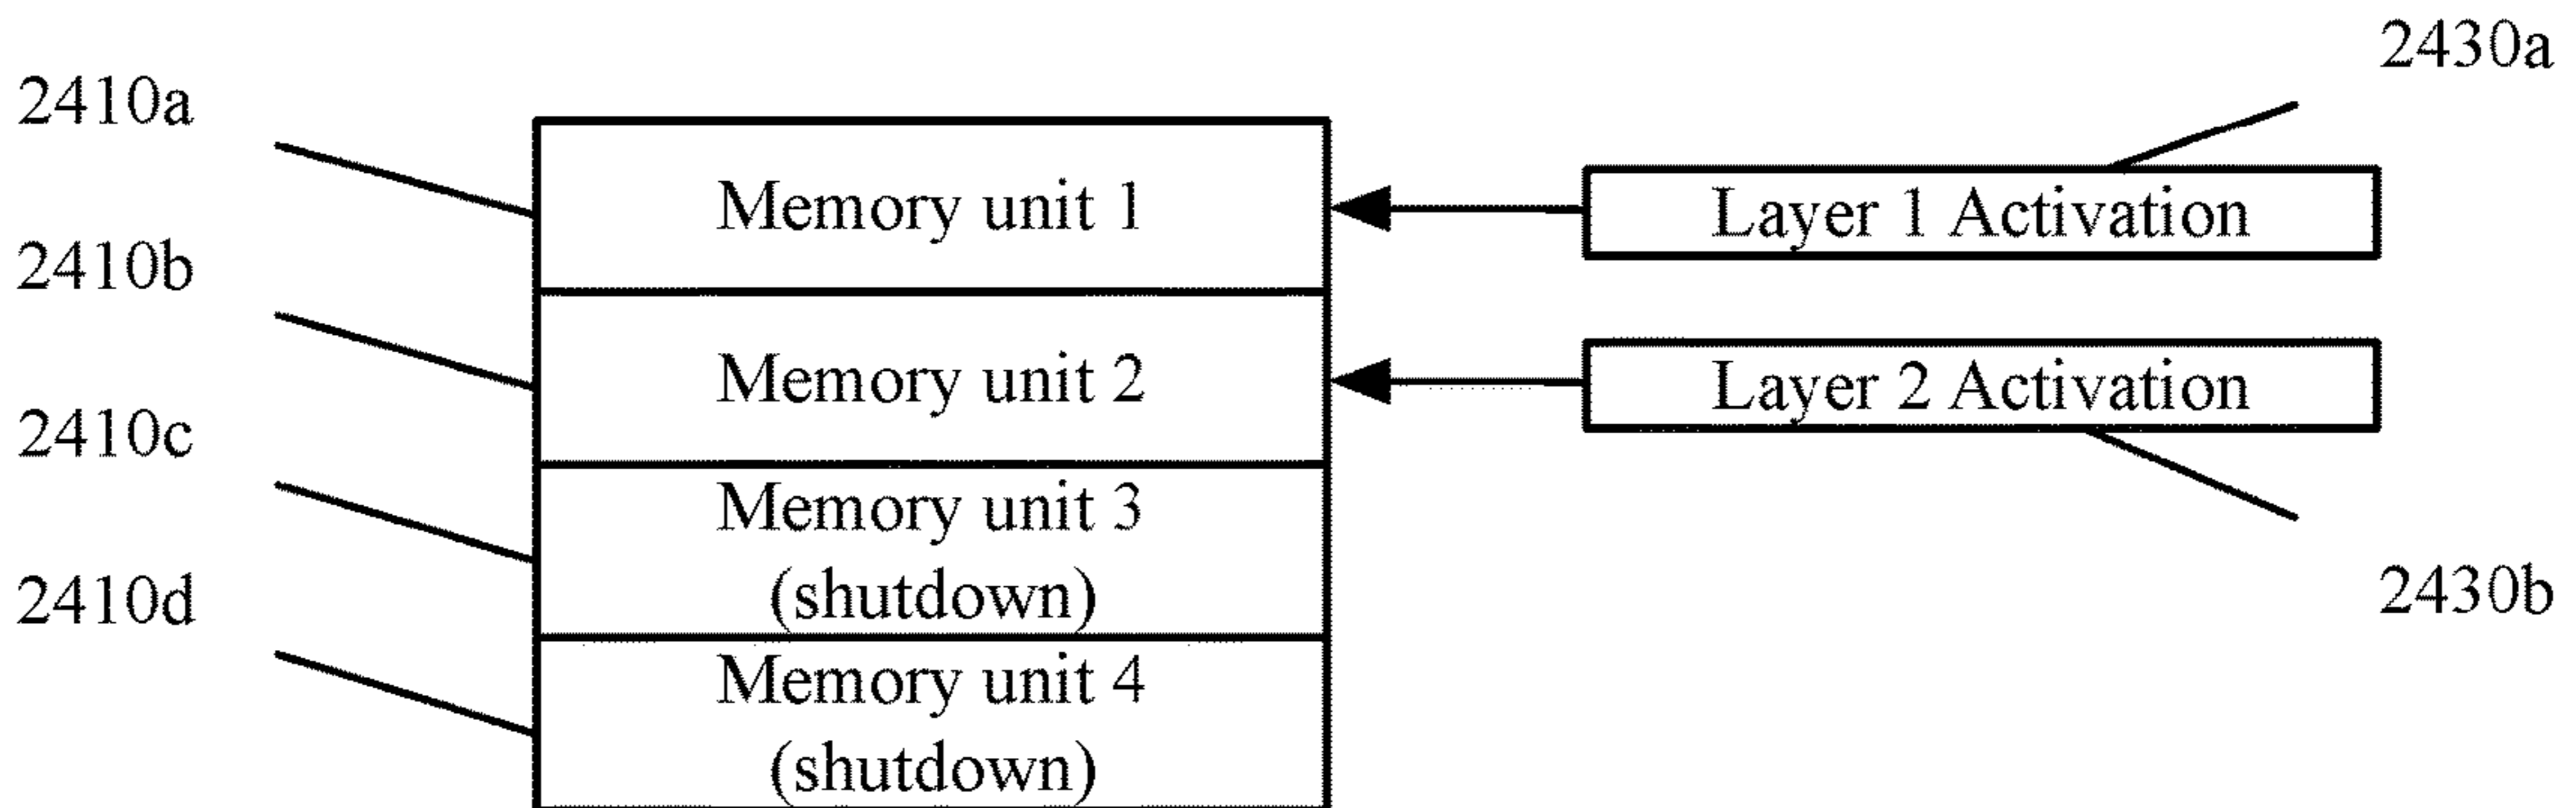 2430a
2410a
Memory unit 1
Layer 1 Activation
2410b
Memory unit 2
Layer 2 Activation
2410c
Memory unit 3
(shutdown)
2410d
2430b
Memory unit 4
(shutdown)